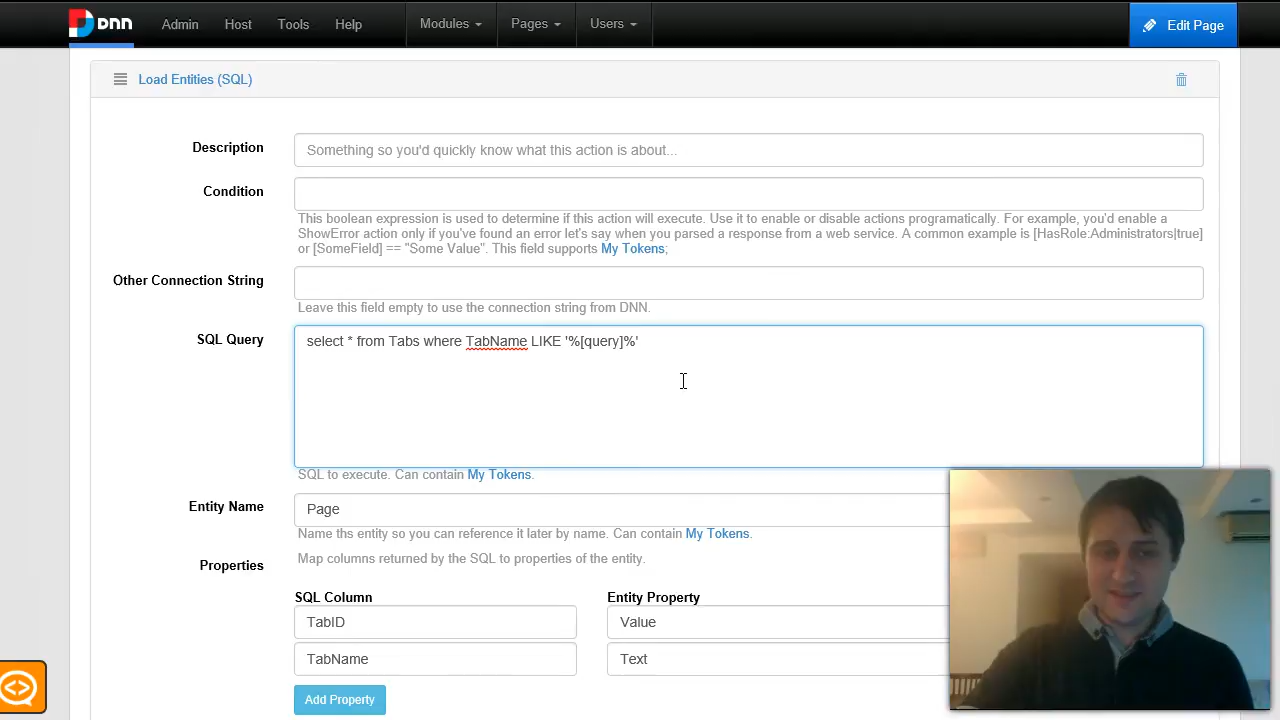 DNN Admin Host Tools Help Modules Pages Users Edit Page
Load Entities (SQL)
Description
Something so you'd quickly know what this action is about...
Condition
This boolean expression is used to determine if this action will execute. Use it to enable or disable actions programatically. For example, you'd enable a
ShowError action only if you've found an error let's say when you parsed a response from a web service. A common example is [HasRole:Administrators|true]
or [SomeField] == "Some Value". This field supports My Tokens;
Other Connection String
Leave this field empty to use the connection string from DNN.
SQL Query
select * from Tabs where TabName LIKE '%[query]%'
SQL to execute. Can contain My Tokens.
Entity Name
Page
Name ths entity so you can reference it later by name. Can contain My Tokens.
Properties
Map columns returned by the SQL to properties of the entity.
SQL Column Entity Property
TabID Value
TabName Text
Add Property